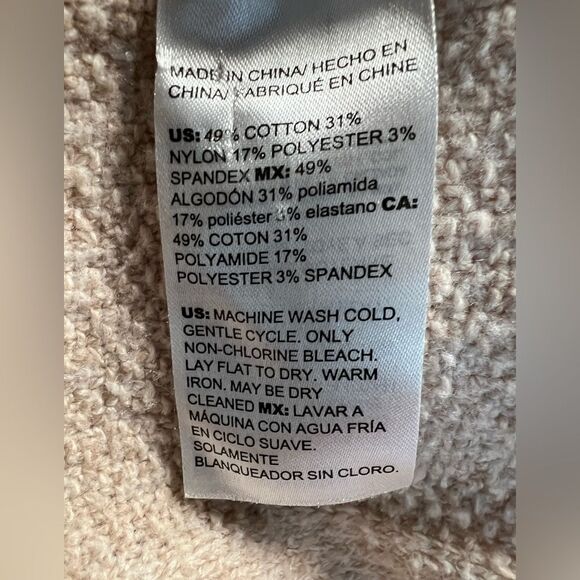 MADE IN CHINA/ HECHO EN
CHINA/ FABRIQUÉ EN CHINE
US: 49% COTTON 31%
NYLON 17% POLYESTER 3%
SPANDEX MX: 49%
ALGODÓN 31% poliamida
17% poliéster 3% elastano CA:
49% COTON 31%
POLYAMIDE 17%
POLYESTER 3% SPANDEX
US: MACHINE WASH COLD,
GENTLE CYCLE. ONLY
NON-CHLORINE BLEACH.
LAY FLAT TO DRY. WARM
IRON. MAY BE DRY
CLEANED MX: LAVAR A
MÁQUINA CON AGUA FRÍA
EN CICLO SUAVE.
SOLAMENTE
BLANQUEADOR SIN CLORO.